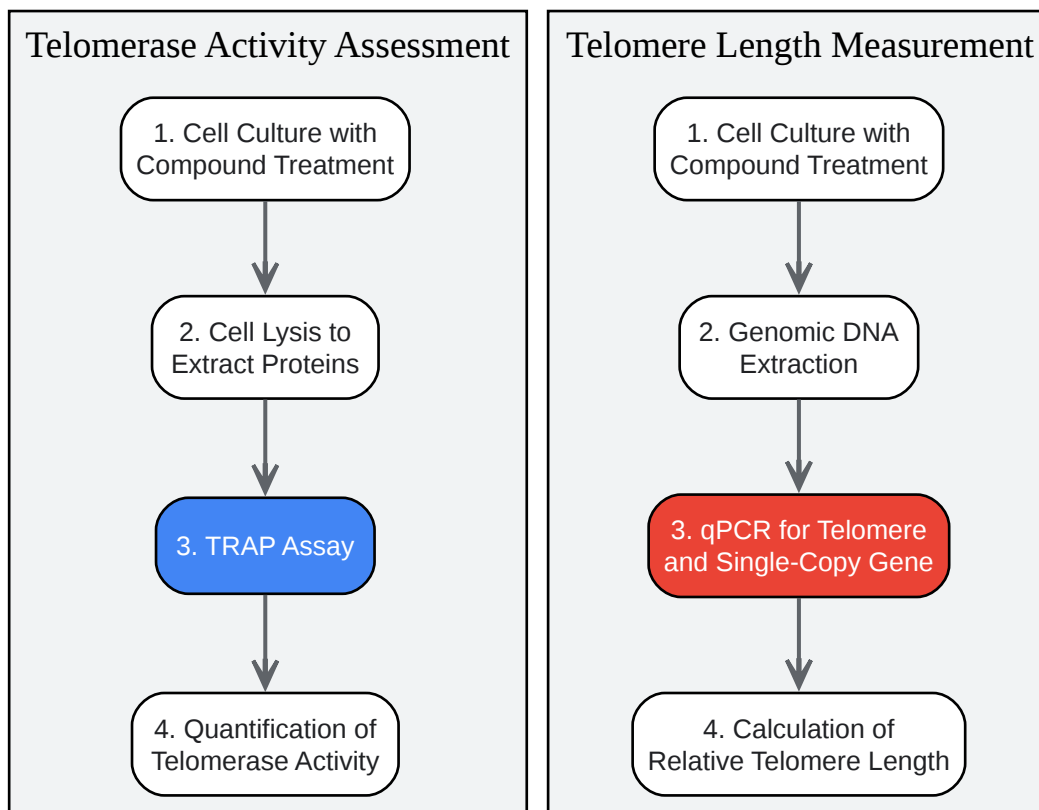 Telomerase Activity Assessment
1. Cell Culture with
Compound Treatment
2. Cell Lysis to
Extract Proteins
3. TRAP Assay
4. Quantification of
Telomerase Activity
Telomere Length Measurement
1. Cell Culture with
Compound Treatment
2. Genomic DNA
Extraction
3. qPCR for Telomere
and Single-Copy Gene
4. Calculation of
Relative Telomere Length